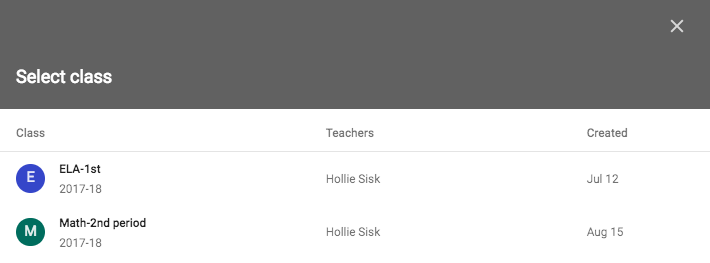 Select class
Class Teachers Created
E ELA-1st
2017-18 Hollie Sisk Jul 12
M Math-2nd period
2017-18 Hollie Sisk Aug 15